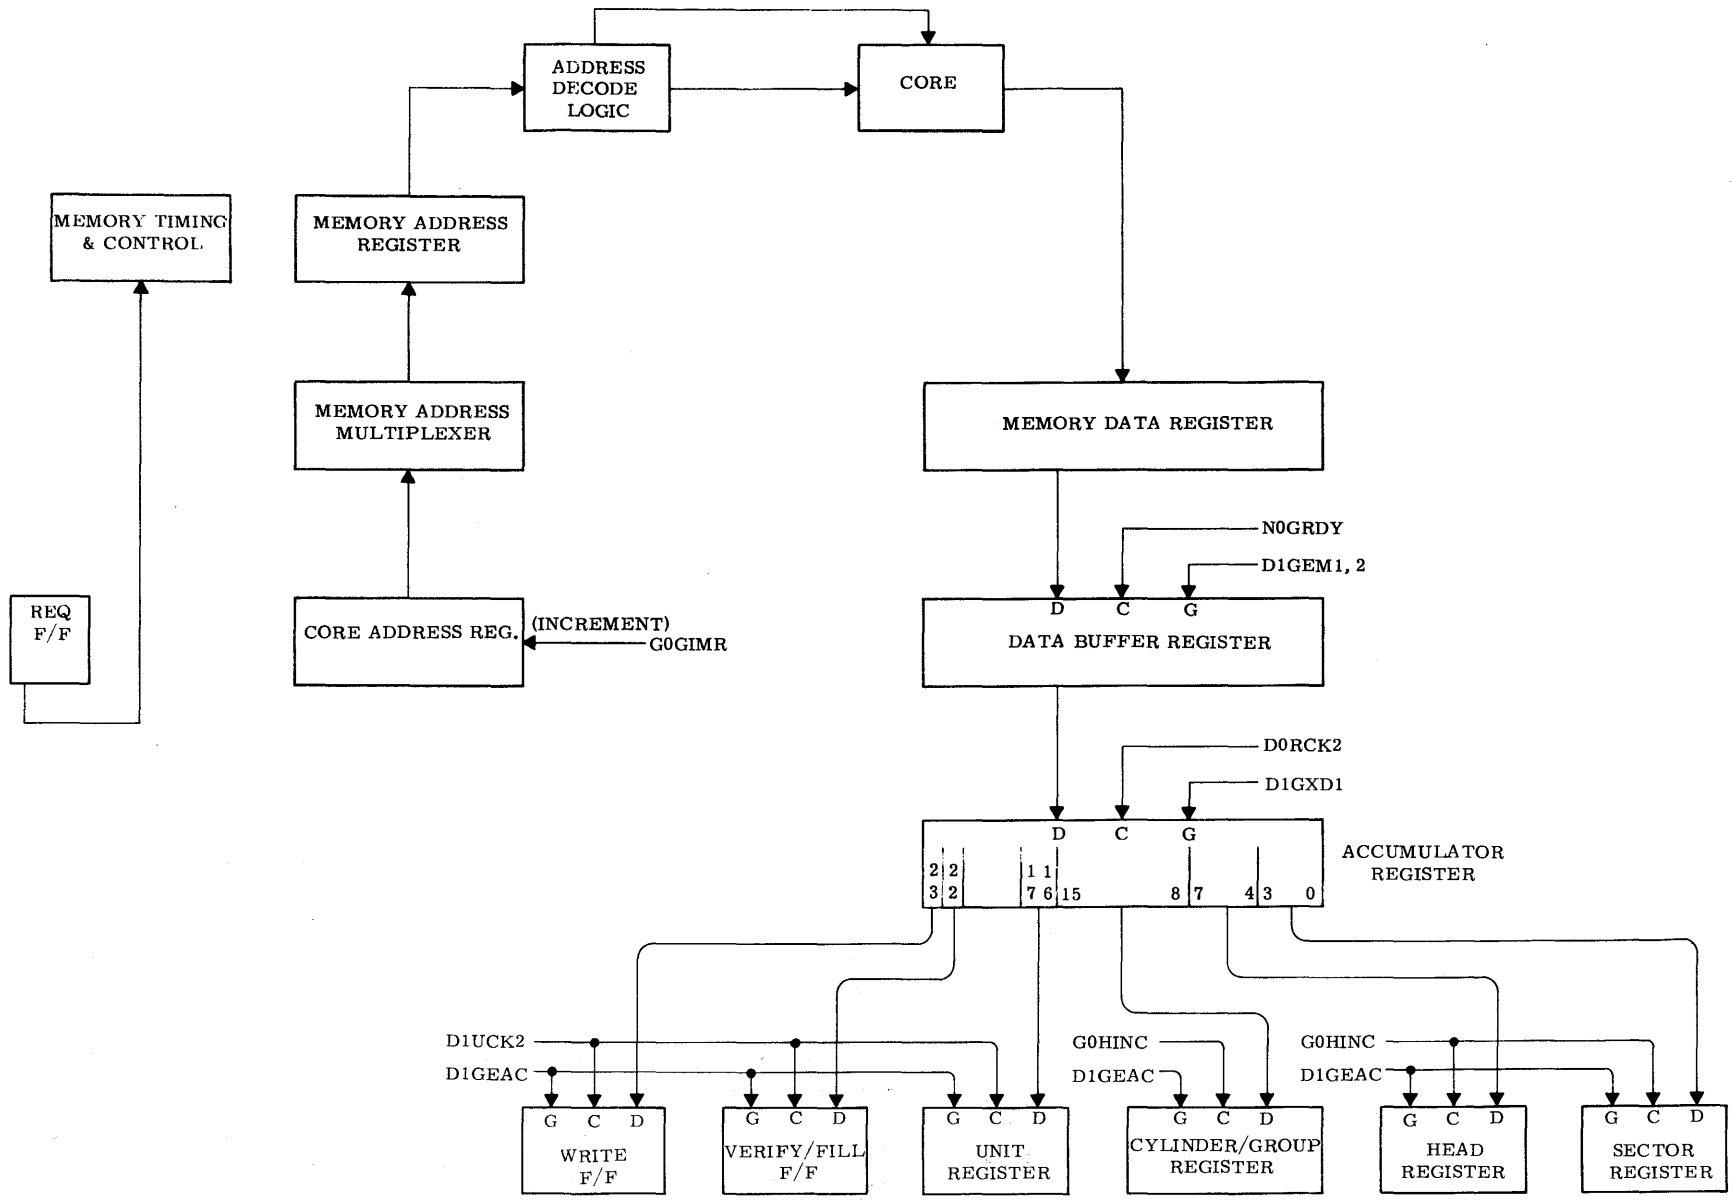 ADDRESS
DECODE
LOGIC
CORE
MEMORY TIMING
& CONTROL
MEMORY ADDRESS
REGISTER
MEMORY ADDRESS
MULTIPLEXER
MEMORY DATA REGISTER
N0GRDY
D1GEM1, 2
REQ
F/F
CORE ADDRESS REG.
(INCREMENT)
G0GIMR
D C G
DATA BUFFER REGISTER
D0RCK2
D1GXD1
D C G
ACCUMULATOR
REGISTER
2 2 1 1
3 2 7 6 15 8 7 4 3 0
D1UCK2
G0HINC
G0HINC
D1GEAC
D1GEAC
D1GEAC
G C D
WRITE
F/F
G C D
VERIFY/FILL
F/F
G C D
UNIT
REGISTER
G C D
CYLINDER/GROUP
REGISTER
G C D
HEAD
REGISTER
G C D
SECTOR
REGISTER